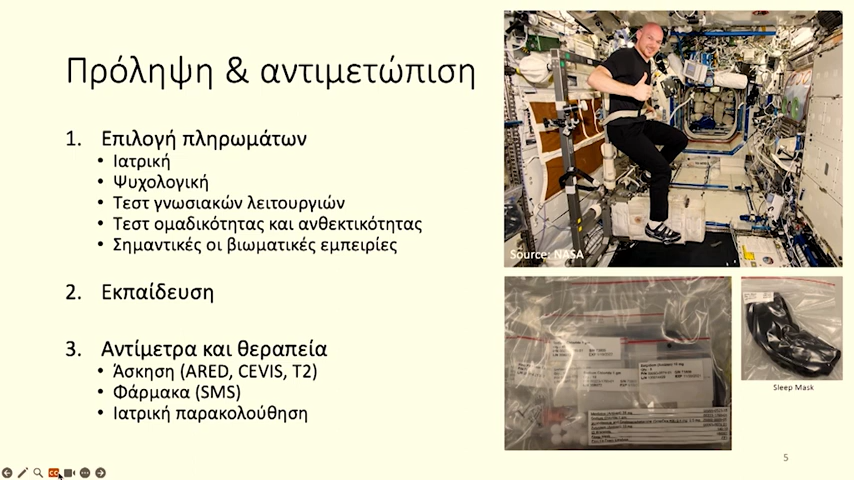 Πρόληψη & αντιμετώπιση
1. Επιλογή πληρωμάτων
• Ιατρική
• Ψυχολογική
• Τεστ γνωσιακών λειτουργιών
• Τεστ ομαδικότητας και ανθεκτικότητας
• Σημαντικές οι βιωματικές εμπειρίες
2. Εκπαίδευση
3. Αντίμετρα και θεραπεία
• Άσκηση (ARED, CEVIS, T2)
• Φάρμακα (SMS)
• Ιατρική παρακολούθηση
Source: NASA
Sleep Mask
5